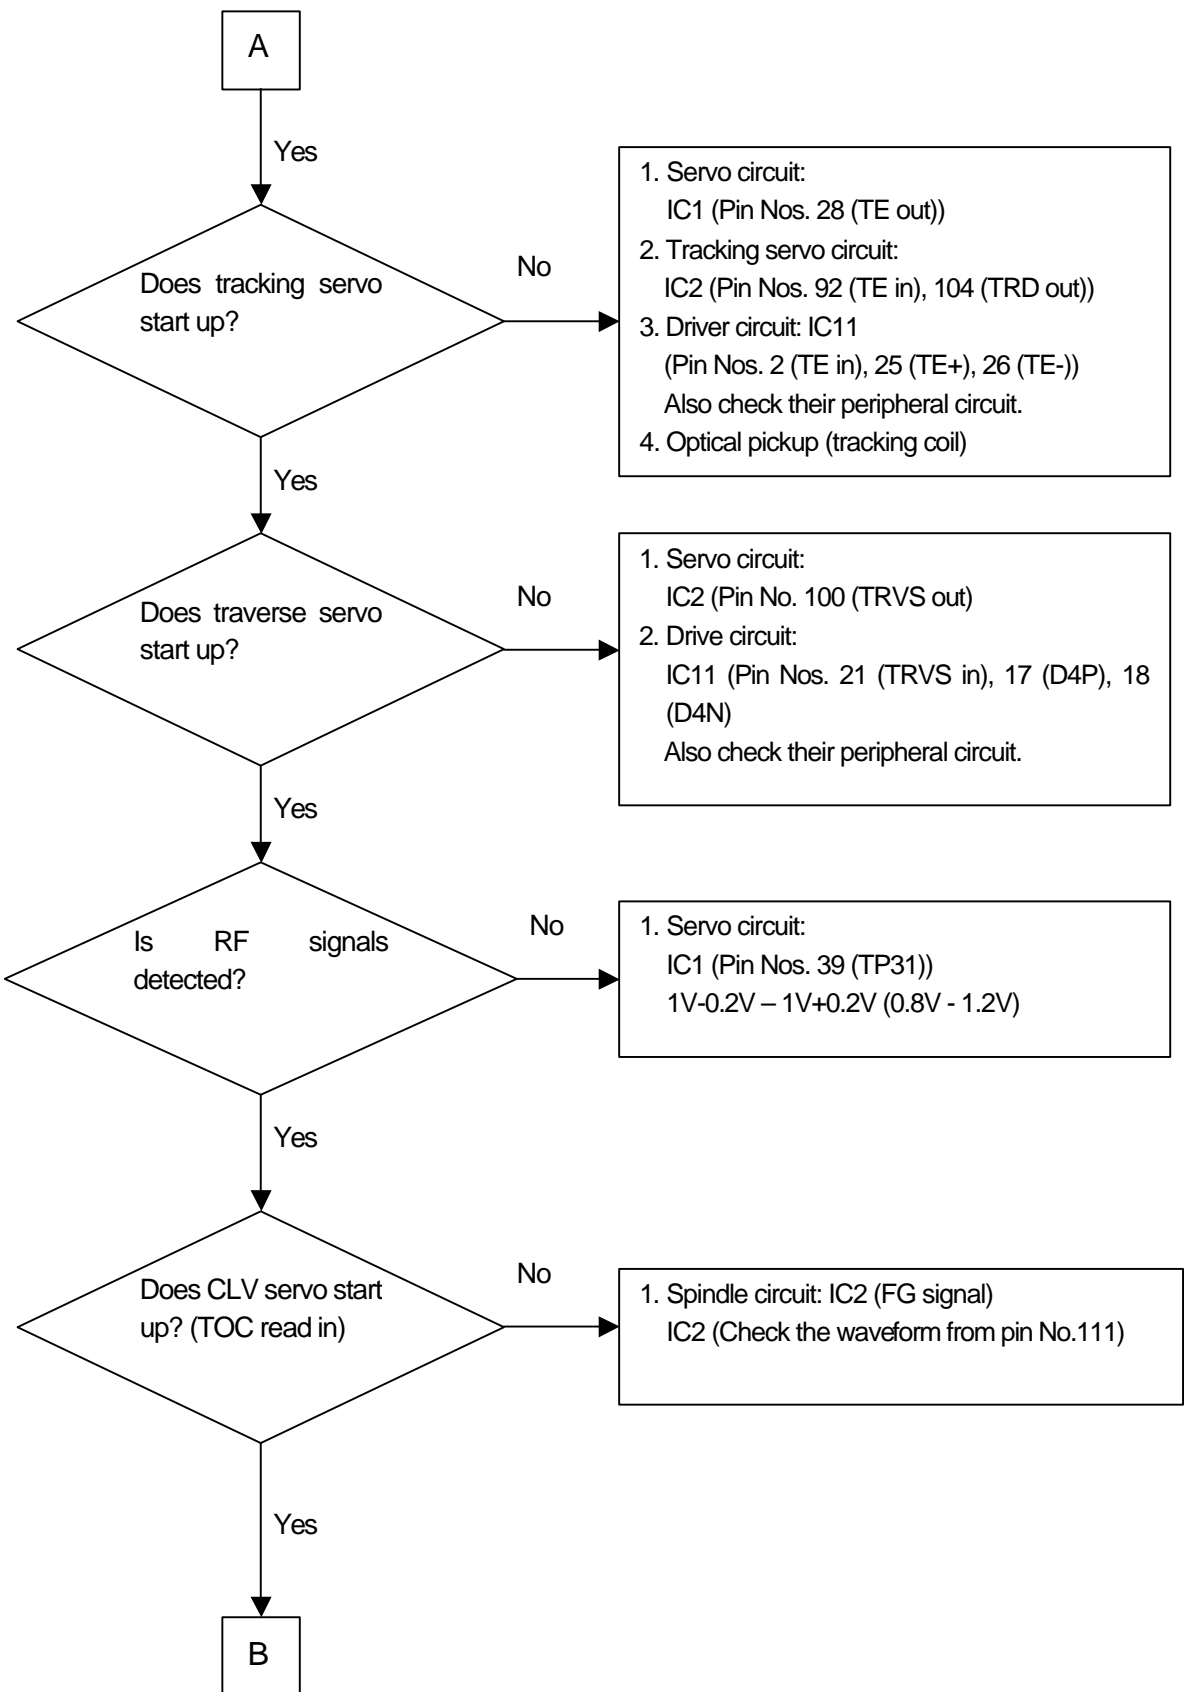 A
Yes
Does tracking servo
start up?
No
1. Servo circuit:
IC1 (Pin Nos. 28 (TE out))
2. Tracking servo circuit:
IC2 (Pin Nos. 92 (TE in), 104 (TRD out))
3. Driver circuit: IC11
(Pin Nos. 2 (TE in), 25 (TE+), 26 (TE-))
Also check their peripheral circuit.
4. Optical pickup (tracking coil)
Yes
Does traverse servo
start up?
No
1. Servo circuit:
IC2 (Pin No. 100 (TRVS out)
2. Drive circuit:
IC11 (Pin Nos. 21 (TRVS in), 17 (D4P), 18
(D4N)
Also check their peripheral circuit.
Yes
Is RF signals
detected?
No
1. Servo circuit:
IC1 (Pin Nos. 39 (TP31))
1V-0.2V – 1V+0.2V (0.8V - 1.2V)
Yes
Does CLV servo start
up? (TOC read in)
No
1. Spindle circuit: IC2 (FG signal)
IC2 (Check the waveform from pin No.111)
Yes
B